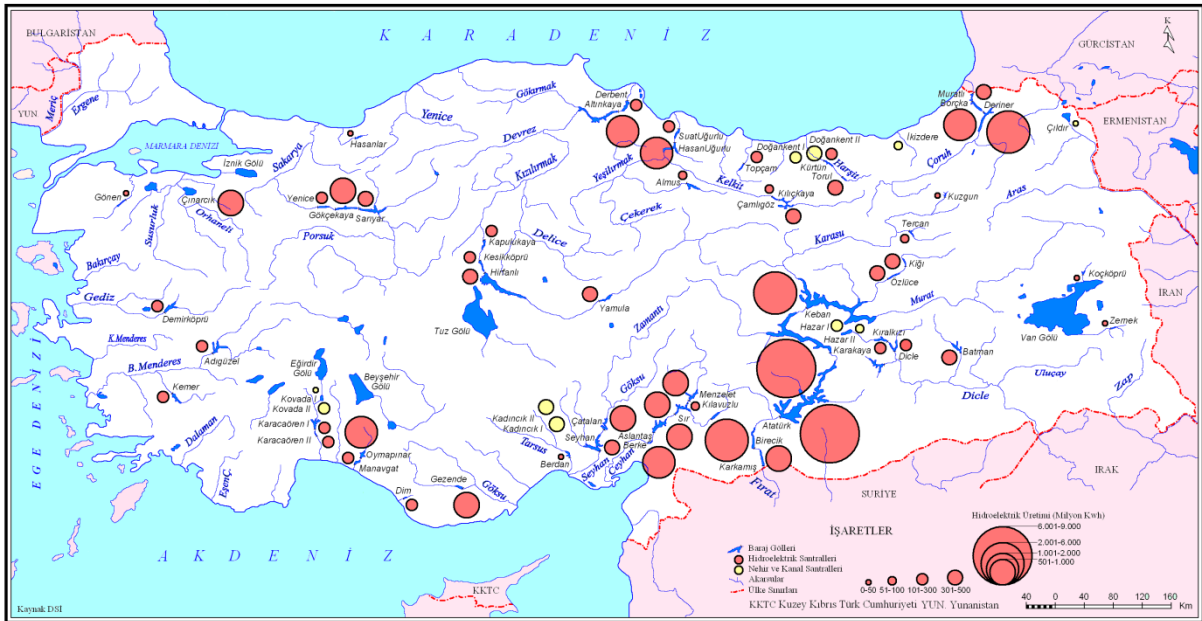 K A R A D E N İ Z
K
BULGARİSTAN
GÜRCİSTAN
YUN.
Meriç
Ergene
MARMARA DENİZİ
ERMENİSTAN
Derbent
Altınkaya
Gökırmak
Yenice
Hasanlar
Devrez
Kızılırmak
SuatUğurlu
HasanUğurlu
Yeşilırmak
Almus
Doğankent I
Doğankent II
Topçam
Kürtün
Torul
Harşit
İkizdere
Muratlı
Borçka
Deriner
Çıldır
Çoruh
İznik Gölü
Sakarya
Gönen
Çınarcık
Susurluk
Orhaneli
Yenice
Gökçekaya
Sarıyar
Porsuk
Kelkit
Kılıçkaya
Çamlıgöz
Kuzgun
Aras
Çekerek
Tercan
Karasu
Bakırçay
Kapulukaya
Kesikköprü
Hirfanlı
Delice
Kiğı
Özlüce
Koçköprü
İRAN
Gediz
Demirköprü
Yamula
Zamantı
Murat
Keban
Hazar I
Hazar II
Karakaya
Kıralkızı
Dicle
Batman
Van Gölü
Zernek
Tuz Gölü
K.Menderes
B.Menderes
Adıgüzel
Eğirdir
Gölü
Beyşehir
Gölü
Göksu
Menzelet
Kılavuzlu
Sır
Uluçay
Zap
Dicle
Kemer
Kovada I
Kovada II
Karacaören I
Karacaören II
Kadıncık II
Kadıncık I
Çatalan
Seyhan
Aslantaş
Berke
Atatürk
Birecik
Karkamış
Dalaman
Oymapınar
Manavgat
Tarsus
Berdan
Seyhan
Ceyhan
Fırat
IRAK
EGE DENİZİ
Eşenç.
Dim
Gezende
Göksu
SURİYE
A K D E N İ Z
KKTC
İŞARETLER
Baraj Gölleri
Hidroelektrik Santralleri
Nehir ve Kanal Santralleri
Akarsular
Ülke Sınırları
Hidroelektrik Üretimi (Milyon Kwh)
6.001-9.000
2.001-6.000
1.001-2.000
501-1.000
0-50
51-100
101-300
301-500
KKTC Kuzey Kıbrıs Türk Cumhuriyeti YUN. Yunanistan
40 0 40 80 120 160
Km
Kaynak DSİ